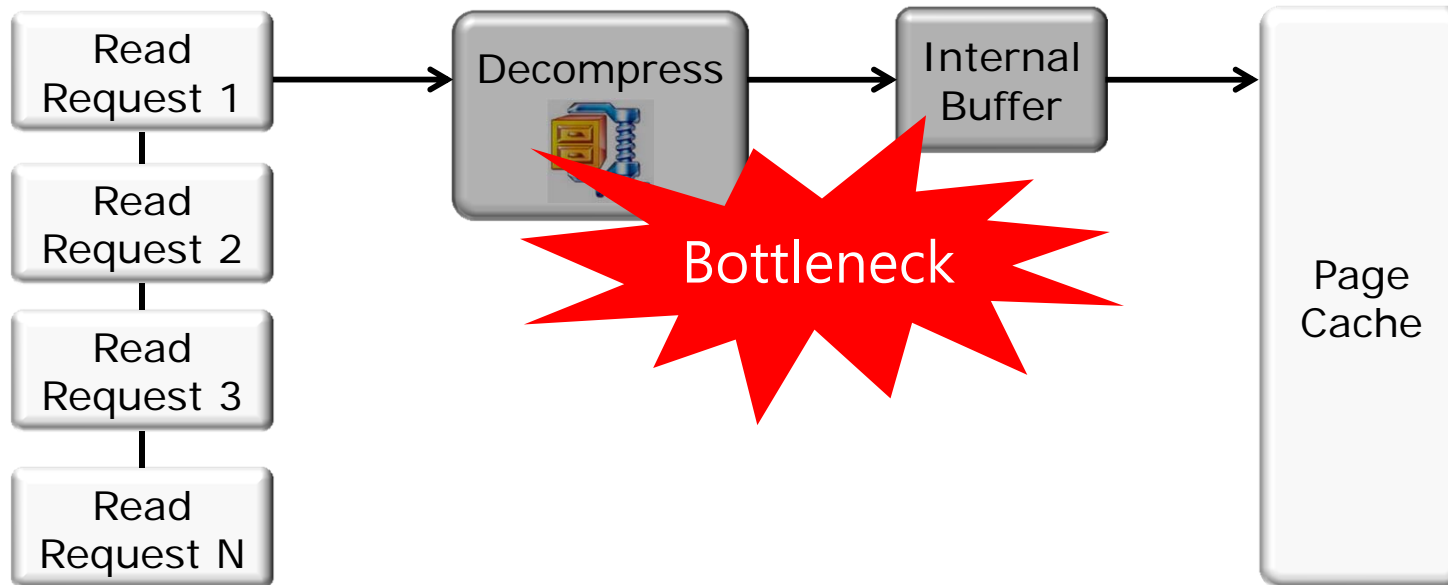 Read
Request 1
Decompress
Internal
Buffer
Read
Request 2
Bottleneck
Page
Cache
Read
Request 3
Read
Request N